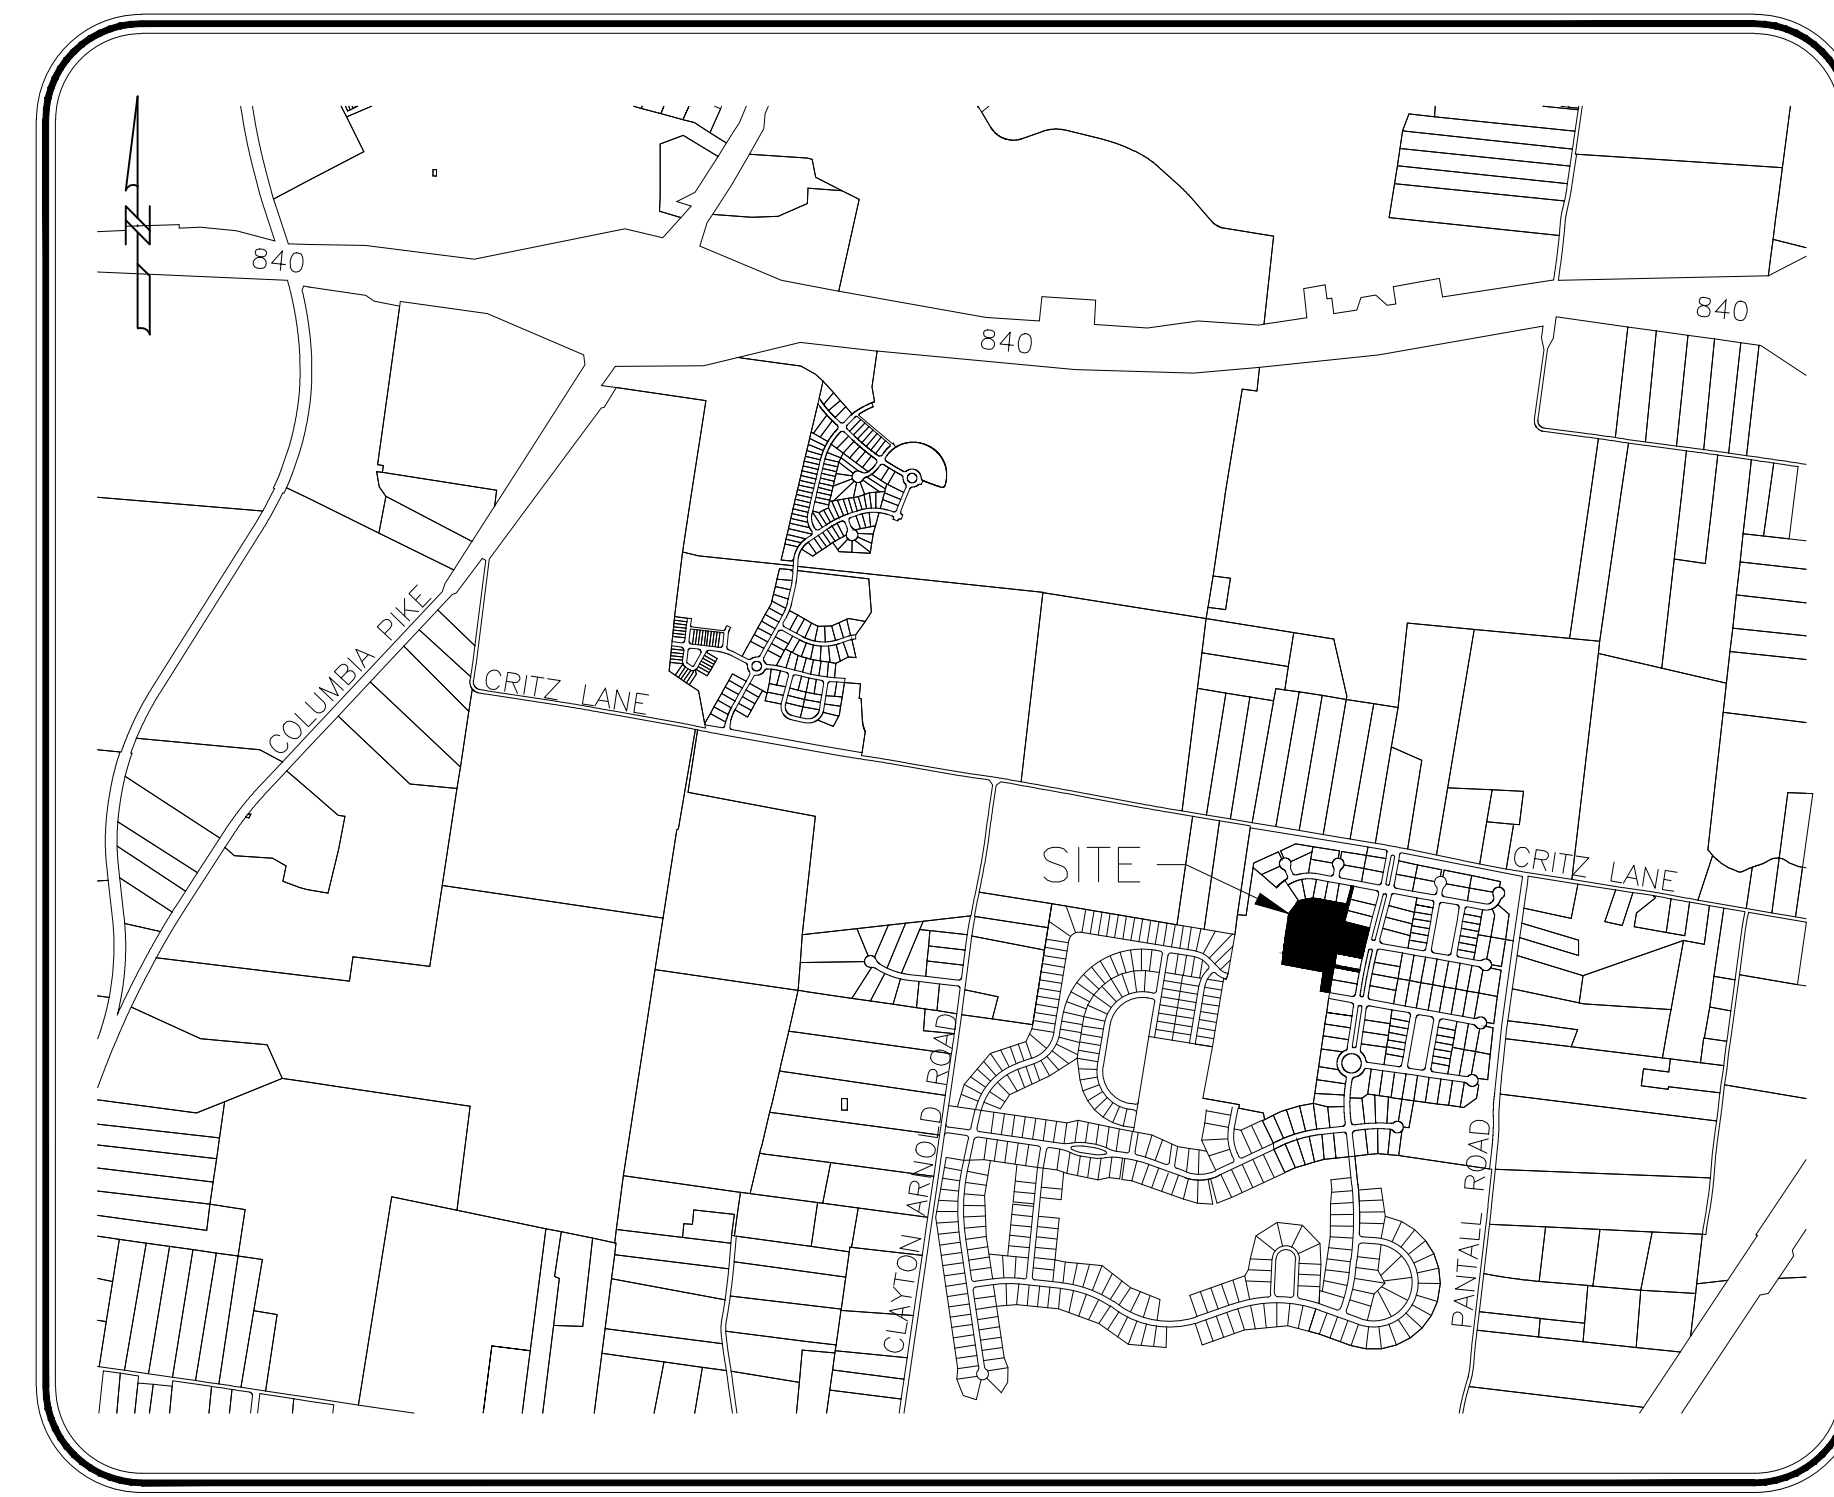 N
840
840
840
COLUMBIA PIKE
CRITZ LANE
SITE
CRITZ LANE
CLAYTON ARNOLD ROAD
PANTALL ROAD